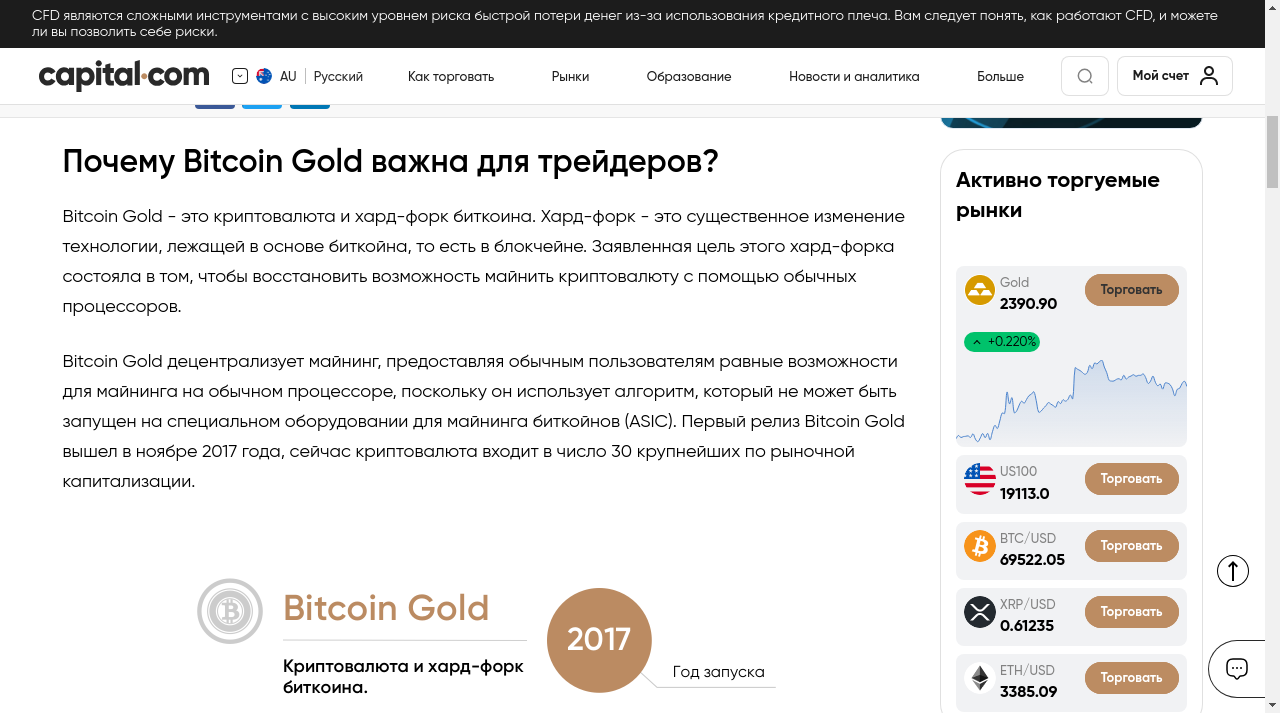 CFD являются сложными инструментами с высоким уровнем риска быстрой потери денег из-за использования кредитного плеча. Вам следует понять, как работают CFD, и можете
ли вы позволить себе риски.
capital.com
AU Русский
Как торговать
Рынки
Образование
Новости и аналитика
Больше
Мой счет
Почему Bitcoin Gold важна для трейдеров?
Bitcoin Gold - это криптовалюта и хард-форк биткоина. Хард-форк - это существенное изменение
технологии, лежащей в основе биткойна, то есть в блокчейне. Заявленная цель этого хард-форка
состояла в том, чтобы восстановить возможность майнить криптовалюту с помощью обычных
процессоров.
Bitcoin Gold децентрализует майнинг, предоставляя обычным пользователям равные возможности
для майнинга на обычном процессоре, поскольку он использует алгоритм, который не может быть
запущен на специальном оборудовании для майнинга биткойнов (ASIC). Первый релиз Bitcoin Gold
вышел в ноябре 2017 года, сейчас криптовалюта входит в число 30 крупнейших по рыночной
капитализации.
Bitcoin Gold
Криптовалюта и хард-форк
биткоина.
2017
Год запуска
Активно торгуемые
рынки
Gold
2390.90
Торговать
+0.220%
US100
19113.0
Торговать
BTC/USD
69522.05
Торговать
XRP/USD
0.61235
Торговать
ETH/USD
3385.09
Торговать